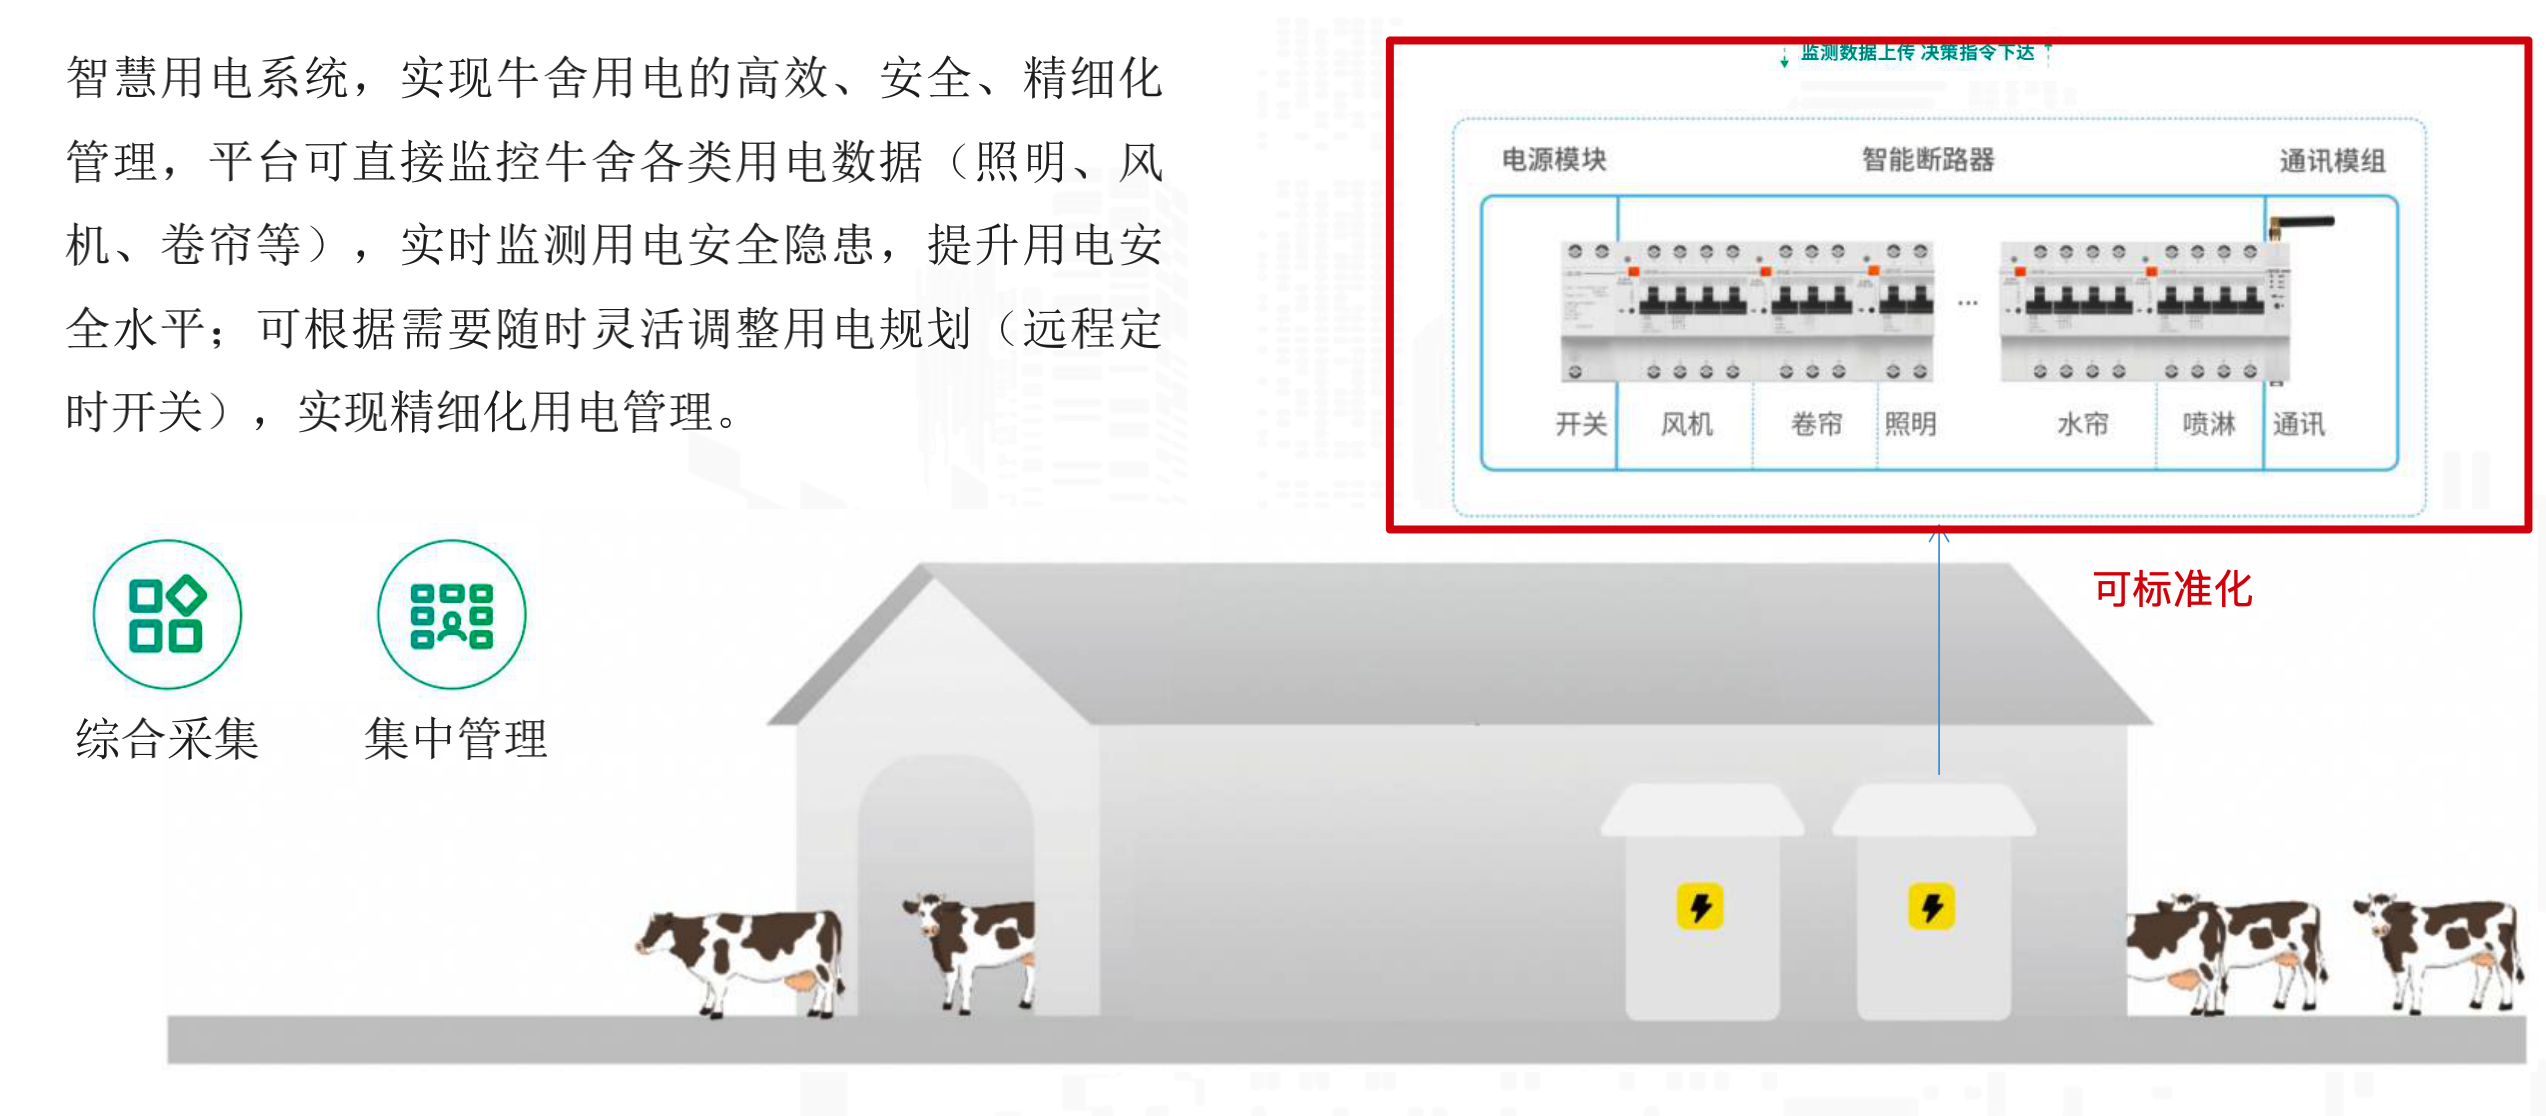 智慧用电系统，实现牛舍用电的高效、安全、精细化
管理，平台可直接监控牛舍各类用电数据（照明、风
机、卷帘等），实时监测用电安全隐患，提升用电安
全水平；可根据需要随时灵活调整用电规划（远程定
时开关），实现精细化用电管理。
综合采集 集中管理
监测数据上传 决策指令下达
电源模块 智能断路器 通讯模组
...
开关 风机 卷帘 照明 水帘 喷淋 通讯
可标准化